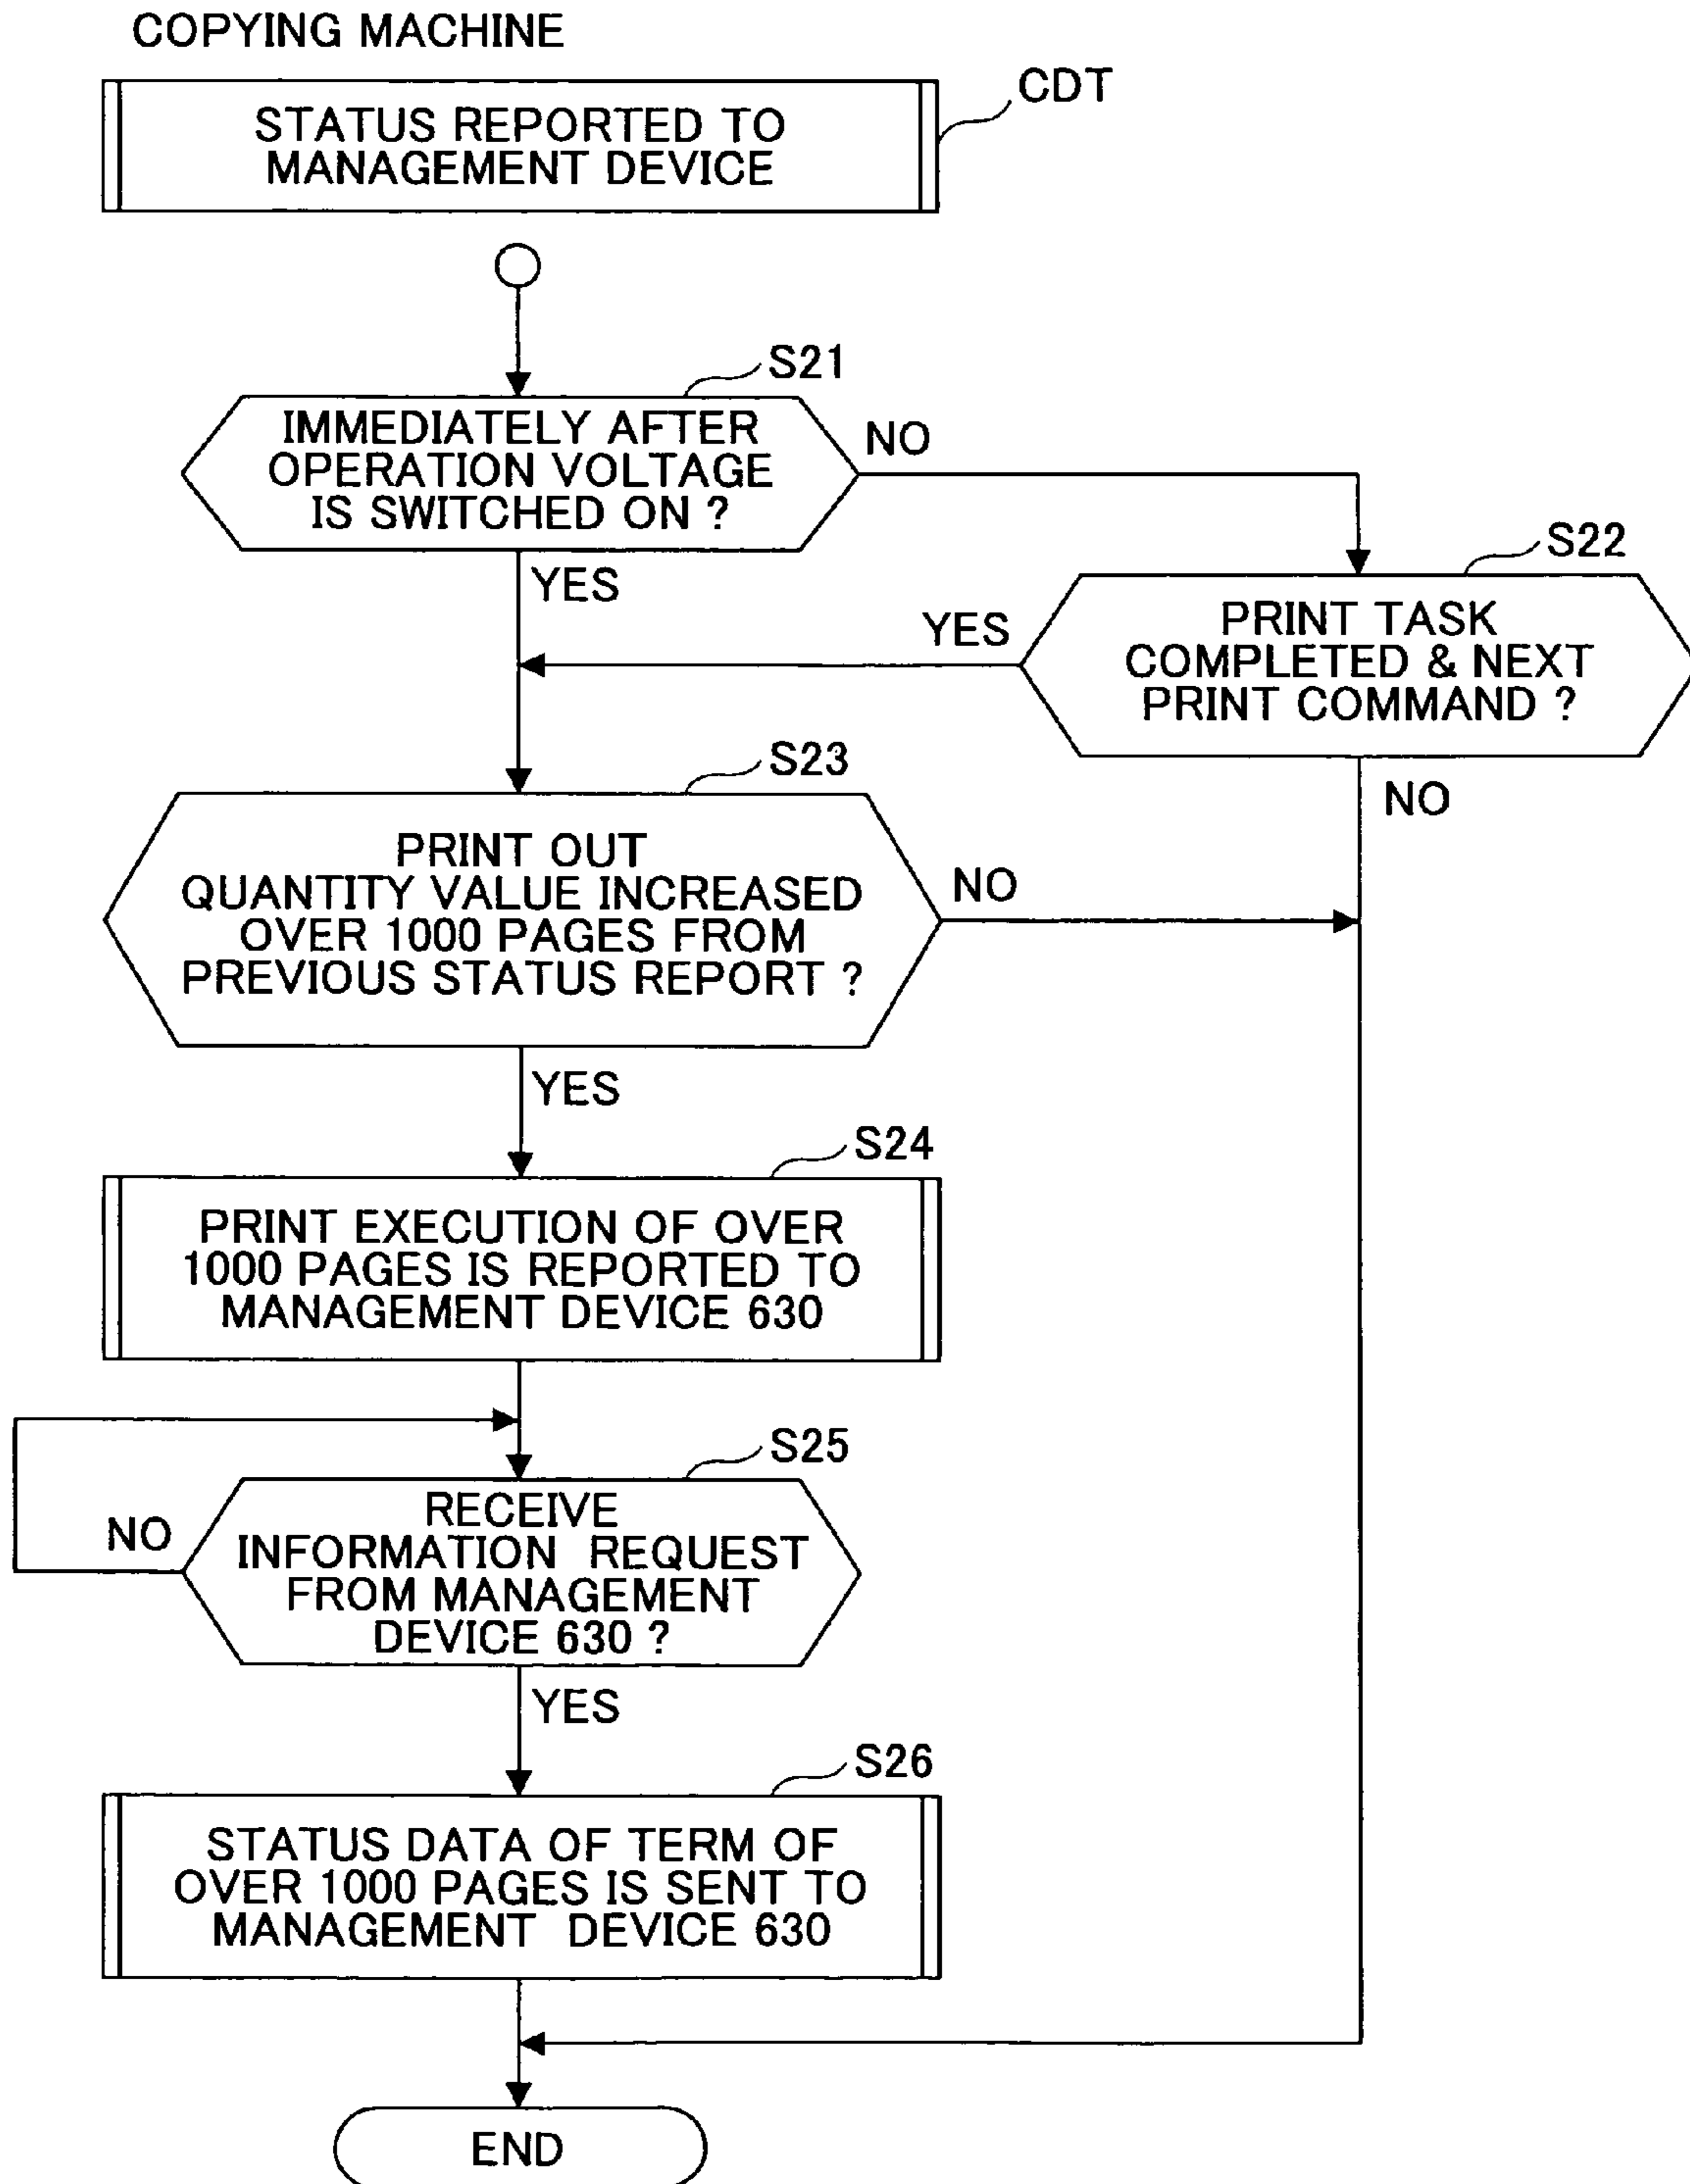 COPYING MACHINE
CDT
STATUS REPORTED TO
MANAGEMENT DEVICE
S21
IMMEDIATELY AFTER
OPERATION VOLTAGE
IS SWITCHED ON ?
NO
YES
S22
PRINT TASK
COMPLETED & NEXT
PRINT COMMAND ?
YES
NO
S23
PRINT OUT
QUANTITY VALUE INCREASED
OVER 1000 PAGES FROM
PREVIOUS STATUS REPORT ?
NO
YES
S24
PRINT EXECUTION OF OVER
1000 PAGES IS REPORTED TO
MANAGEMENT DEVICE 630
S25
RECEIVE
INFORMATION REQUEST
FROM MANAGEMENT
DEVICE 630 ?
NO
YES
S26
STATUS DATA OF TERM OF
OVER 1000 PAGES IS SENT TO
MANAGEMENT DEVICE 630
END